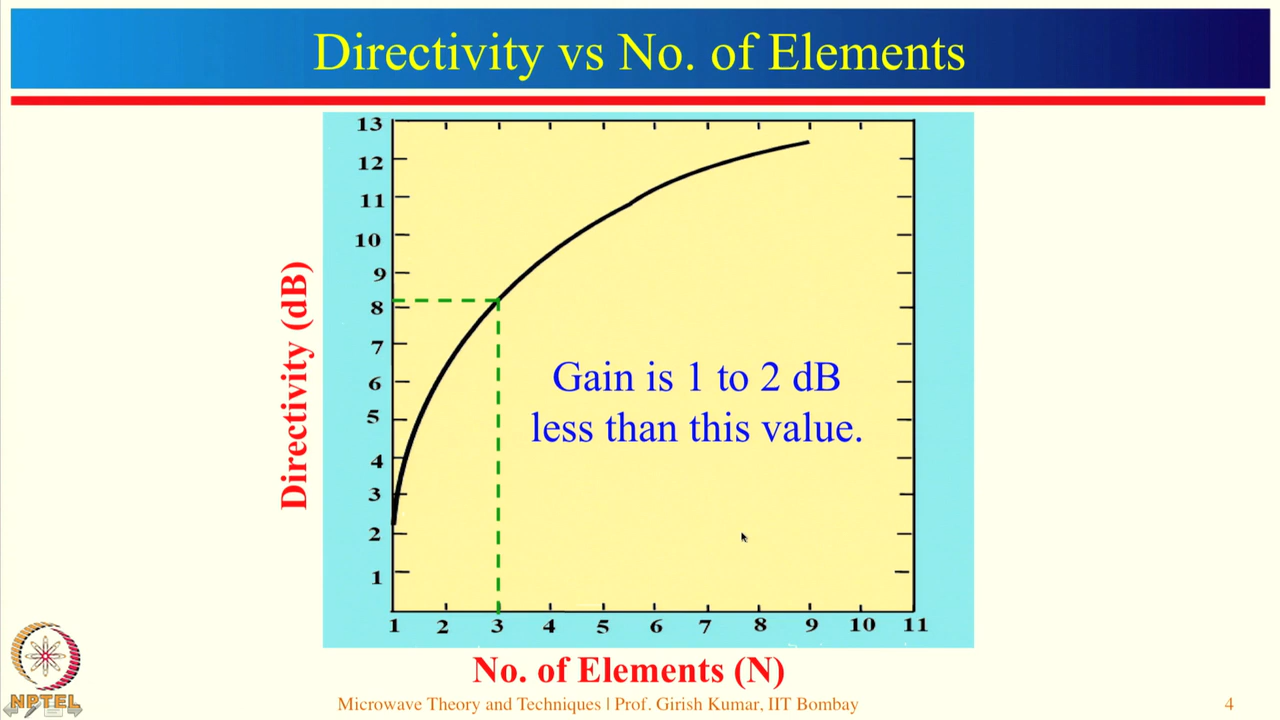 Directivity vs No. of Elements
13
12
11
10
9
8
7
6
5
4
3
2
1
Directivity (dB)
Gain is 1 to 2 dB
less than this value.
1 2 3 4 5 6 7 8 9 10 11
No. of Elements (N)
NPTEL
Microwave Theory and Techniques | Prof. Girish Kumar, IIT Bombay
4